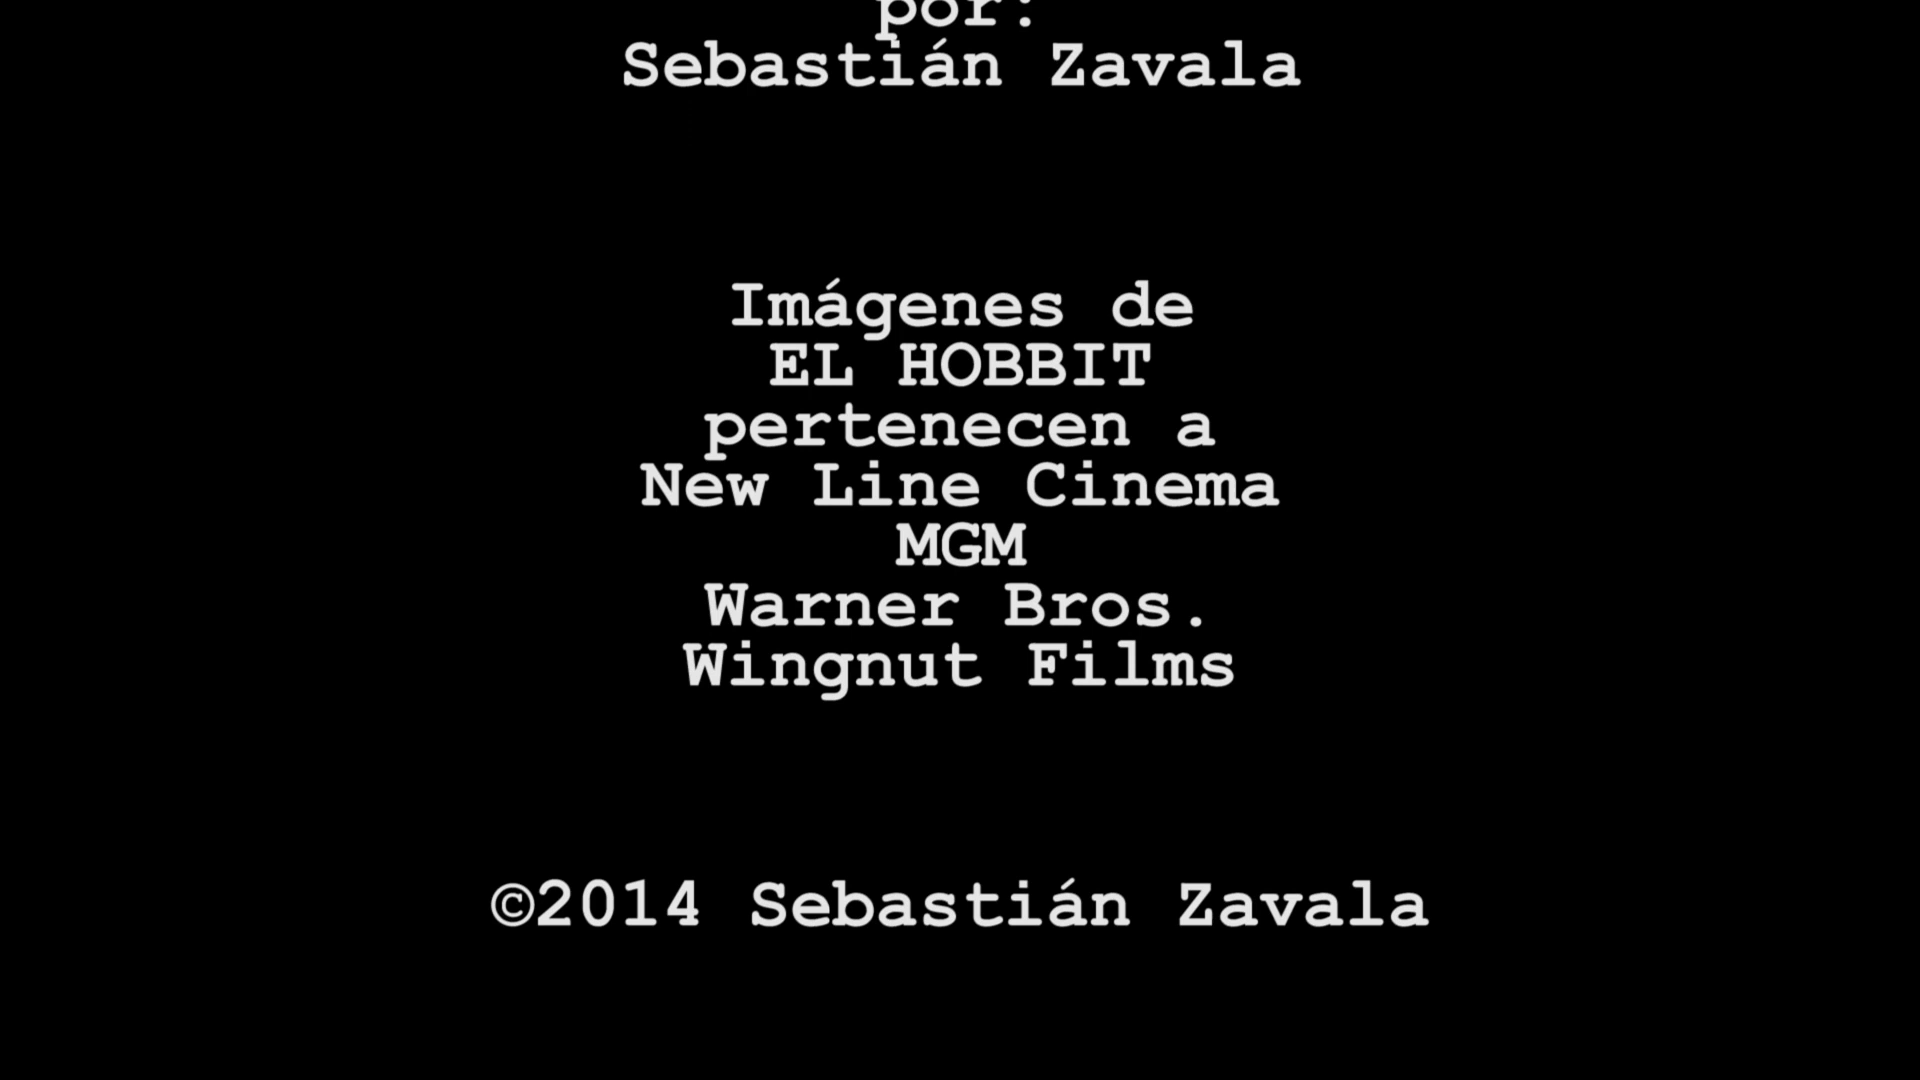 por:
Sebastián Zavala
Imágenes de
EL HOBBIT
pertenecen a
New Line Cinema
MGM
Warner Bros.
Wingnut Films
©2014 Sebastián Zavala